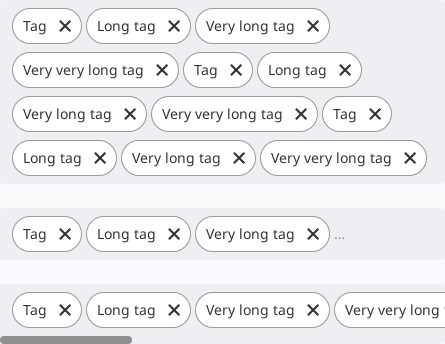 Tag Long tag Very long tag
Very very long tag Tag Long tag
Very long tag Very very long tag Tag
Long tag Very long tag Very very long tag
Tag Long tag Very long tag ...
Tag Long tag Very long tag Very very long